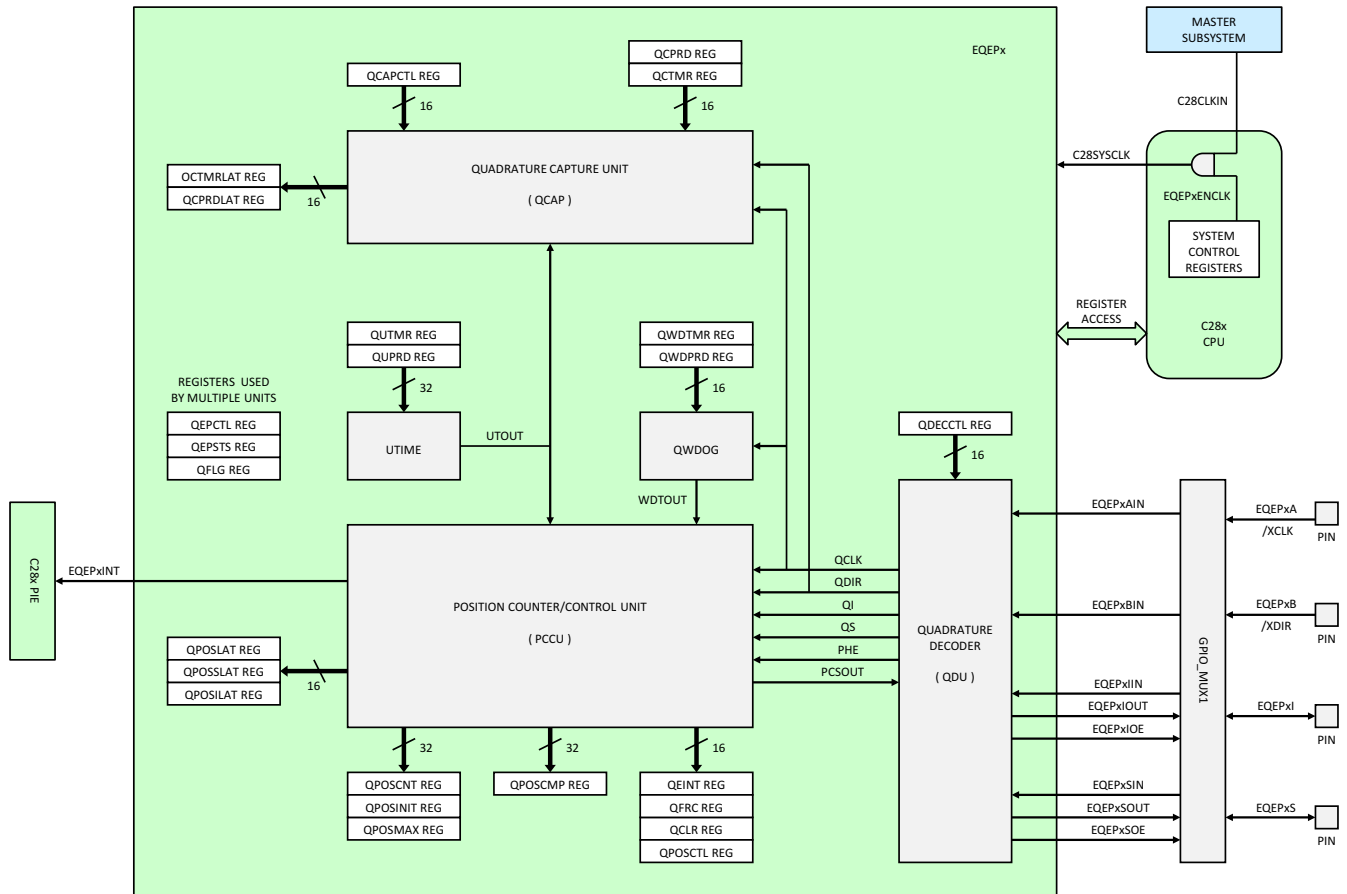 MASTER
SUBSYSTEM
EQEPx
QCPRD REG
QCAPCTL REG
QCTMR REG
16
16
C28CLKIN
QUADRATURE CAPTURE UNIT
( QCAP )
C28SYSCLK
OCTMRLAT REG
QCPRDLAT REG
16
EQEPxENCLK
SYSTEM
CONTROL
REGISTERS
REGISTER
ACCESS
C28x
CPU
QUTMR REG
QUPRD REG
32
QWDTMR REG
QWDPRD REG
16
REGISTERS USED
BY MULTIPLE UNITS
QEPCTL REG
QEPSTS REG
QFLG REG
UTIME
UTOUT
QWDOG
WDTOUT
QDECCTL REG
16
C28x PIE
EQEPxINT
POSITION COUNTER/CONTROL UNIT
( PCCU )
QCLK
QDIR
QI
QS
PHE
PCSOUT
QUADRATURE
DECODER
( QDU )
EQEPxAIN
EQEPxBIN
EQEPxIIN
EQEPxIOUT
EQEPxIOE
EQEPxSIN
EQEPxSOUT
EQEPxSOE
GPIO_MUX1
EQEPxA
/XCLK
PIN
EQEPxB
/XDIR
PIN
EQEPxI
PIN
EQEPxS
PIN
QPOSLAT REG
QPOSSLAT REG
QPOSILAT REG
16
32
32
16
QPOSCNT REG
QPOSINIT REG
QPOSMAX REG
QPOSCMP REG
QEINT REG
QFRC REG
QCLR REG
QPOSCTL REG